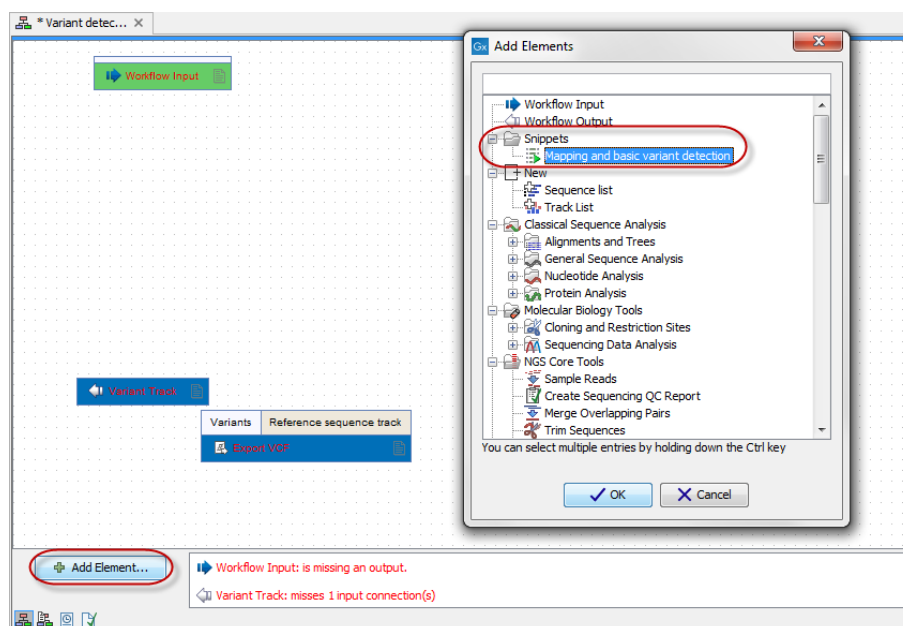 * Variant detec...
Workflow Input
Variant Track
Variants
Reference sequence track
Export VCF
Gx Add Elements
Workflow Input
Workflow Output
Snippets
Mapping and basic variant detection
New
Sequence list
Track List
Classical Sequence Analysis
Alignments and Trees
General Sequence Analysis
Nucleotide Analysis
Protein Analysis
Molecular Biology Tools
Cloning and Restriction Sites
Sequencing Data Analysis
NGS Core Tools
Sample Reads
Create Sequencing QC Report
Merge Overlapping Pairs
Trim Sequences
You can select multiple entries by holding down the Ctrl key
OK
Cancel
Add Element...
Workflow Input: is missing an output.
Variant Track: misses 1 input connection(s)